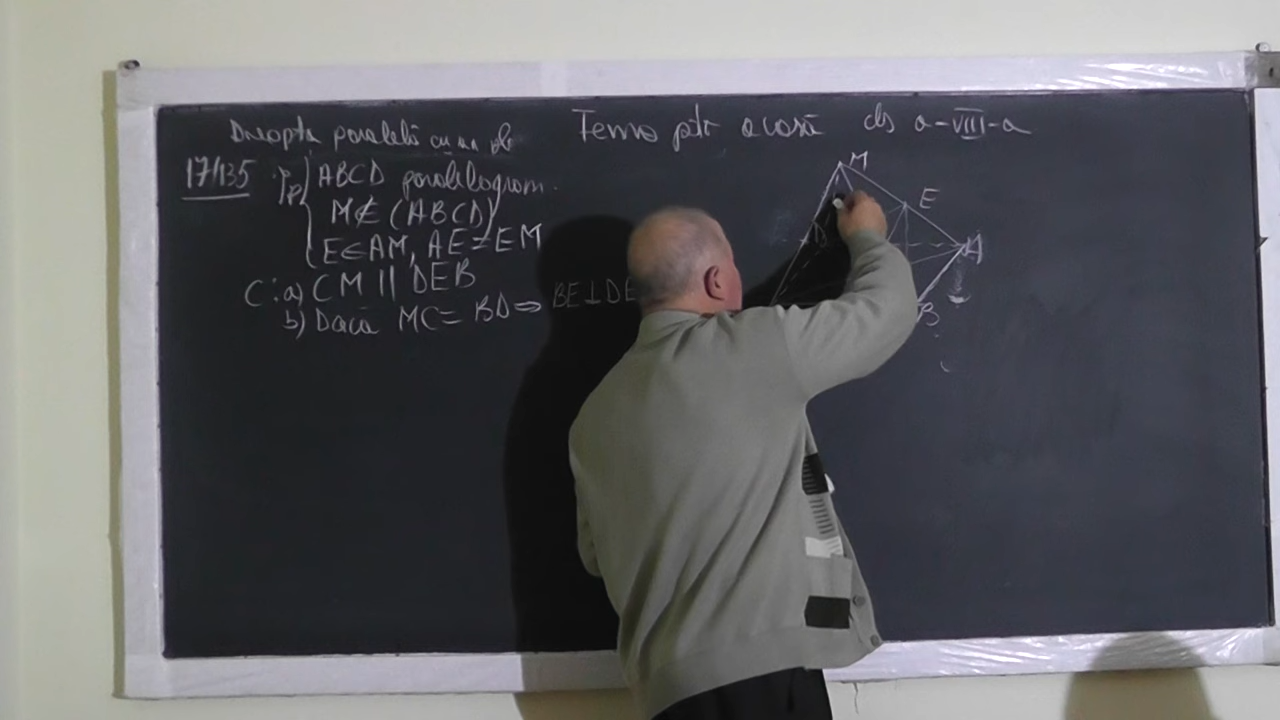 Dreapta paralelă cu un pl
Temă ptr acasă cls a-VIII-a
17/135 Ip ABCD paralelogram.
M∉(ABCD)
E∈AM, AE=EM
C: a) CM || DEB
b) Dacă MC= BD ⇒ BE⊥DE
M
E
D
A
B